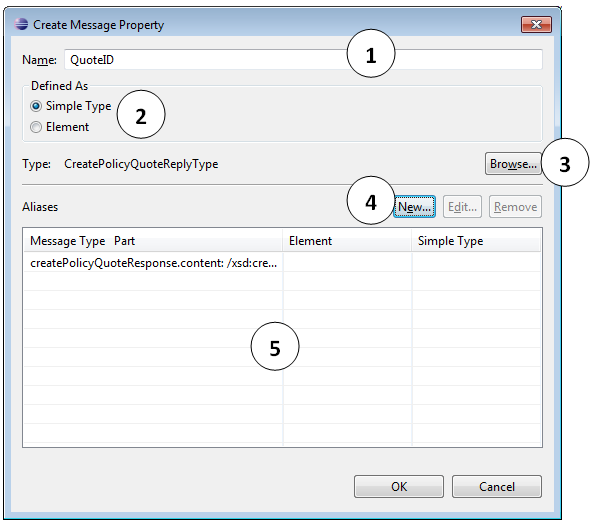 Create Message Property
Name: QuoteID 1
Defined As
Simple Type
2
Element
Type: CreatePolicyQuoteReplyType Browse... 3
Aliases 4 New... Edit... Remove
Message Type Part Element Simple Type
createPolicyQuoteResponse.content: /xsd:cre...
5
OK Cancel